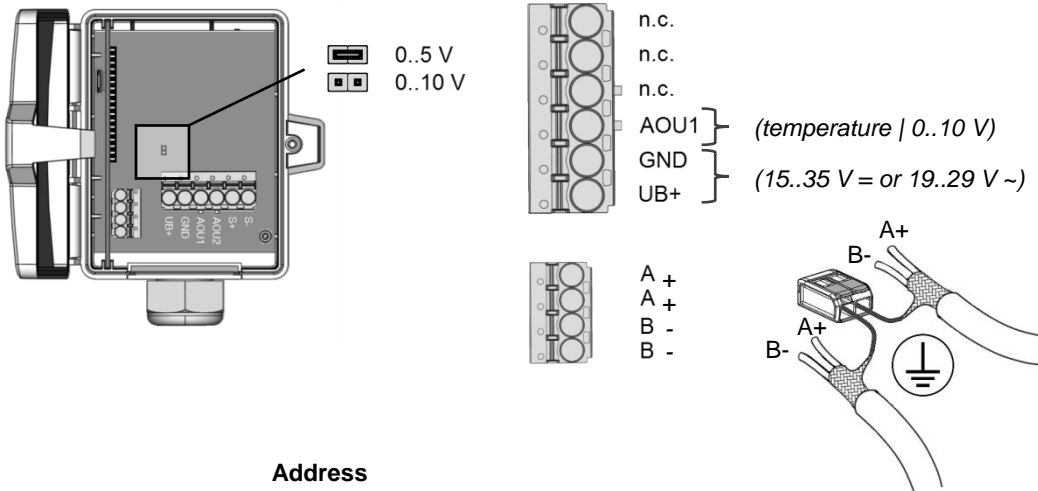 0..5 V
0..10 V
UB+
GND
AOU1
AOU2
S+
S-
n.c.
n.c.
n.c.
AOU1 (temperature | 0..10 V)
GND
(15..35 V = or 19..29 V ~)
UB+
A +
A +
B -
B -
A+
B-
A+
B-
Address